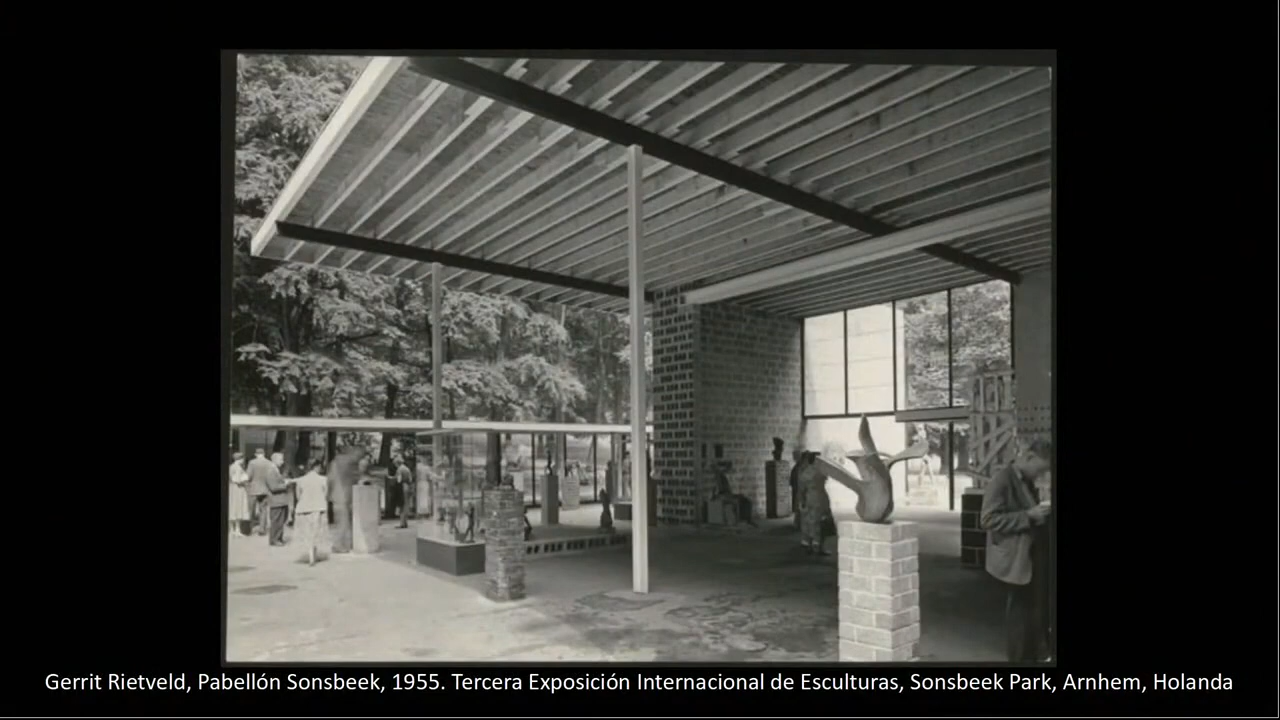 Gerrit Rietveld, Pabellón Sonsbeek, 1955. Tercera Exposición Internacional de Esculturas, Sonsbeek Park, Arnhem, Holanda